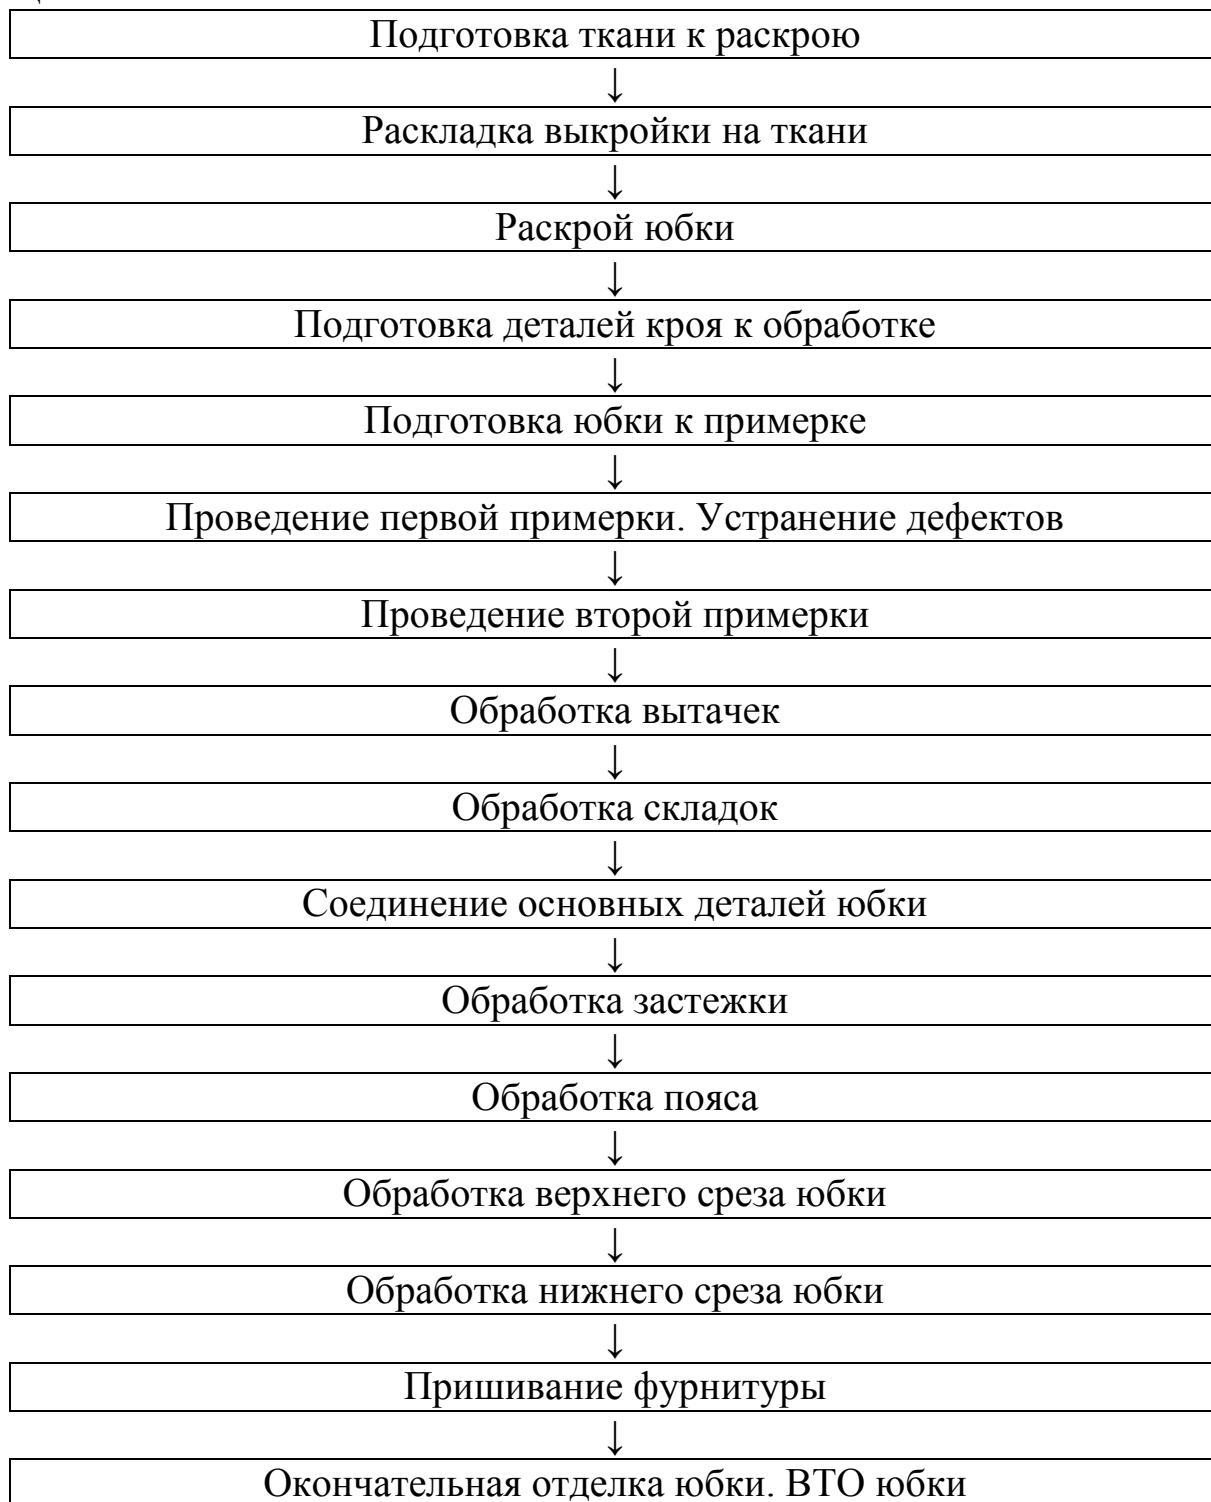 Подготовка ткани к раскрою
↓
Раскладка выкройки на ткани
↓
Раскрой юбки
↓
Подготовка деталей кроя к обработке
↓
Подготовка юбки к примерке
↓
Проведение первой примерки. Устранение дефектов
↓
Проведение второй примерки
↓
Обработка вытачек
↓
Обработка складок
↓
Соединение основных деталей юбки
↓
Обработка застежки
↓
Обработка пояса
↓
Обработка верхнего среза юбки
↓
Обработка нижнего среза юбки
↓
Пришивание фурнитуры
↓
Окончательная отделка юбки. ВТО юбки